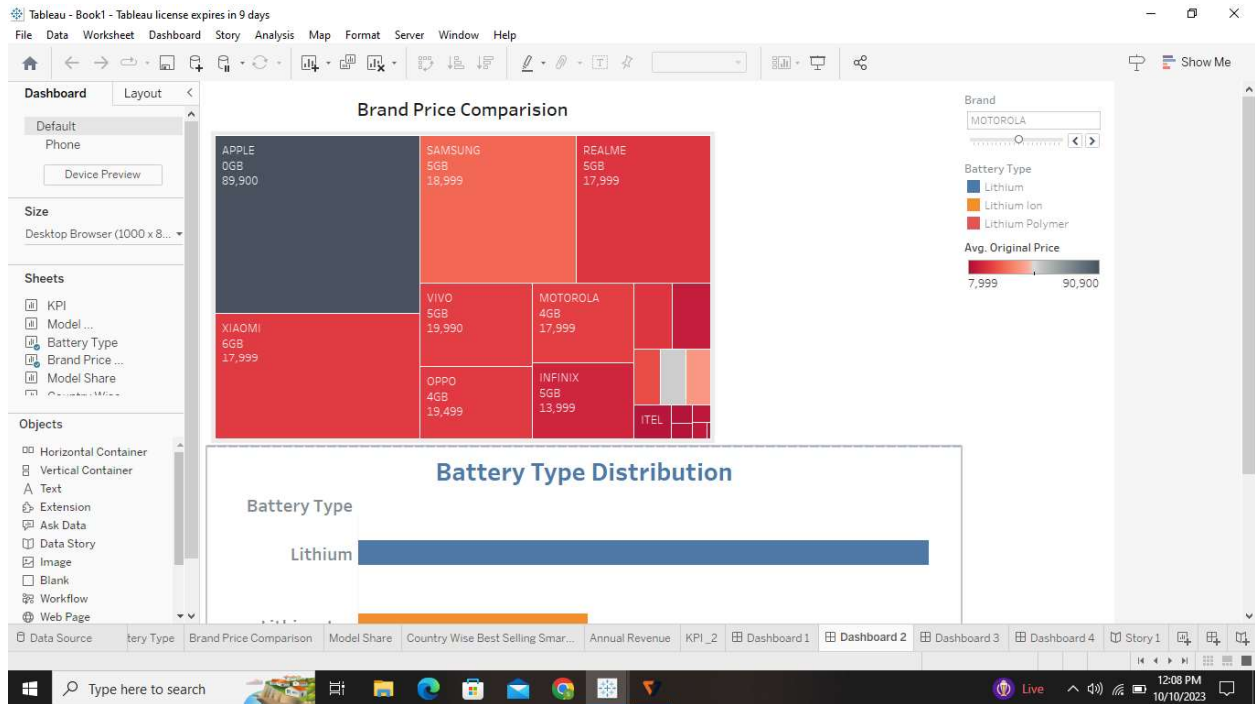 Tableau - Book1 - Tableau license expires in 9 days
File Data Worksheet Dashboard Story Analysis Map Format Server Window Help
Show Me
Dashboard Layout
Default
Phone
Device Preview
Size
Desktop Browser (1000 x 8...
Sheets
KPI
Model ...
Battery Type
Brand Price ...
Model Share
Objects
Horizontal Container
Vertical Container
Text
Extension
Ask Data
Data Story
Image
Blank
Workflow
Web Page
Brand Price Comparision
APPLE
0GB
89,900
SAMSUNG
5GB
18,999
REALME
5GB
17,999
XIAOMI
6GB
17,999
VIVO
5GB
19,990
MOTOROLA
4GB
17,999
OPPO
4GB
19,499
INFINIX
5GB
13,999
ITEL
Brand
MOTOROLA
Battery Type
Lithium
Lithium Ion
Lithium Polymer
Avg. Original Price
7,999 90,900
Battery Type Distribution
Battery Type
Lithium
Data Source tery Type Brand Price Comparison Model Share Country Wise Best Selling Smar... Annual Revenue KPI_2 Dashboard 1 Dashboard 2 Dashboard 3 Dashboard 4 Story 1
Type here to search
Live
12:08 PM
10/10/2023